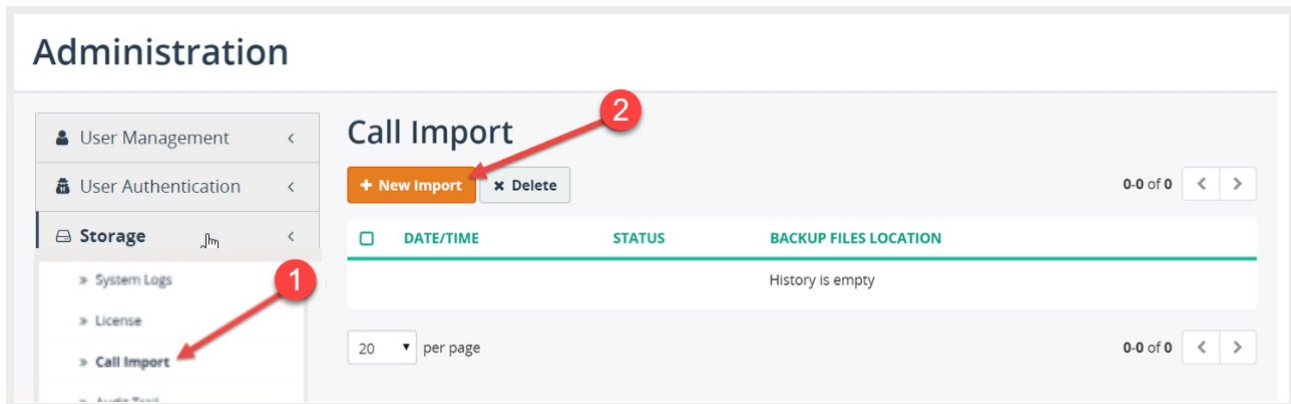 Administration
User Management
User Authentication
Storage
» System Logs
» License
» Call Import
» Audit Trail
1
2
Call Import
+ New Import
× Delete
0-0 of 0 < >
DATE/TIME STATUS BACKUP FILES LOCATION
History is empty
20 per page
0-0 of 0 < >